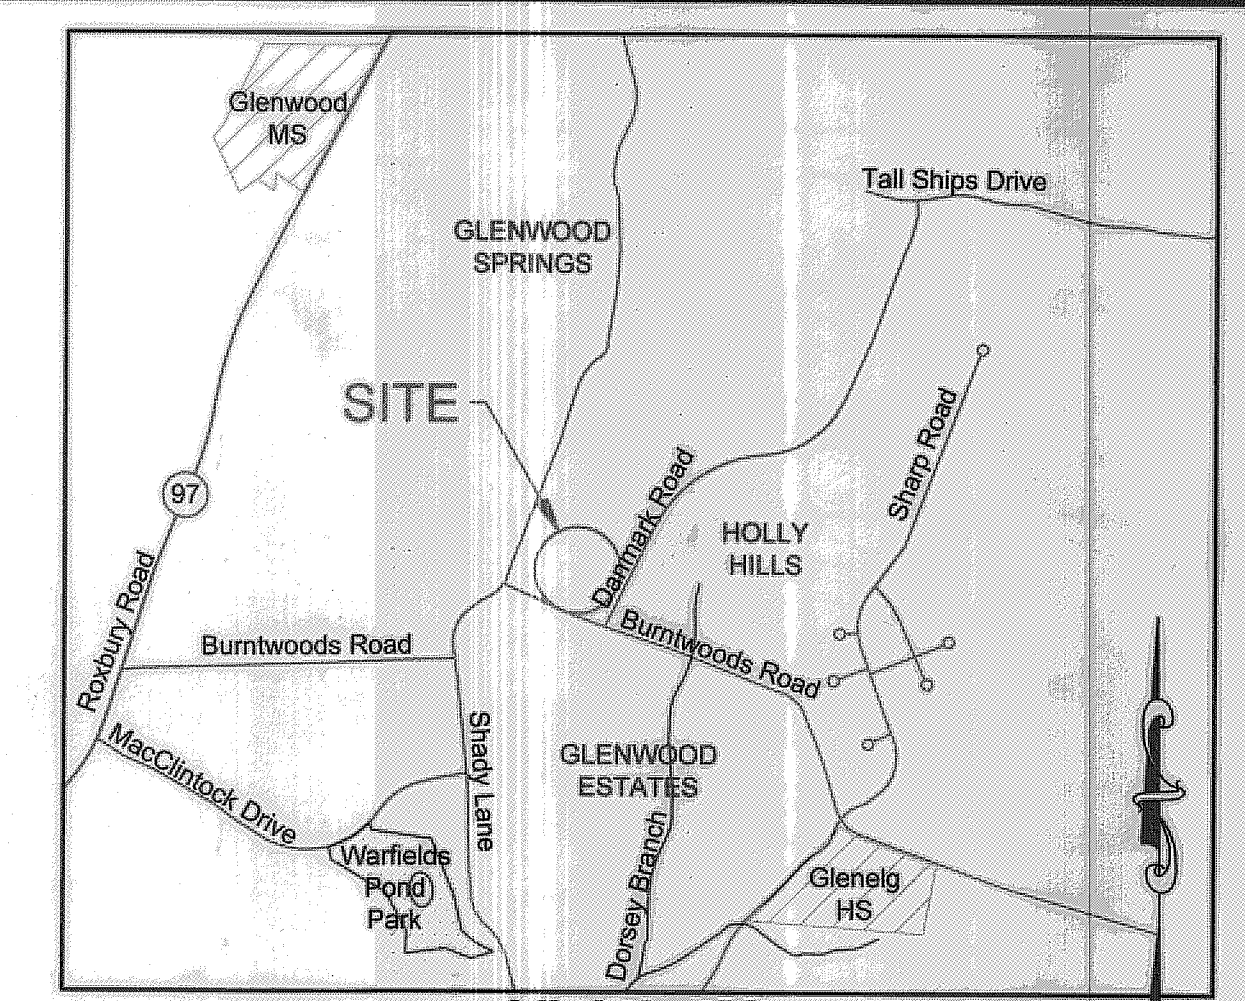 Glenwood
MS
Tall Ships Drive
GLENWOOD
SPRINGS
SITE
Sharp Road
97
Danmark Road
HOLLY
HILLS
Roxbury Road
Burntwoods Road
Burntwoods Road
MacClintock Drive
Shady Lane
GLENWOOD
ESTATES
Warfields
Pond
Park
Dorsey Branch
Glenelg
HS